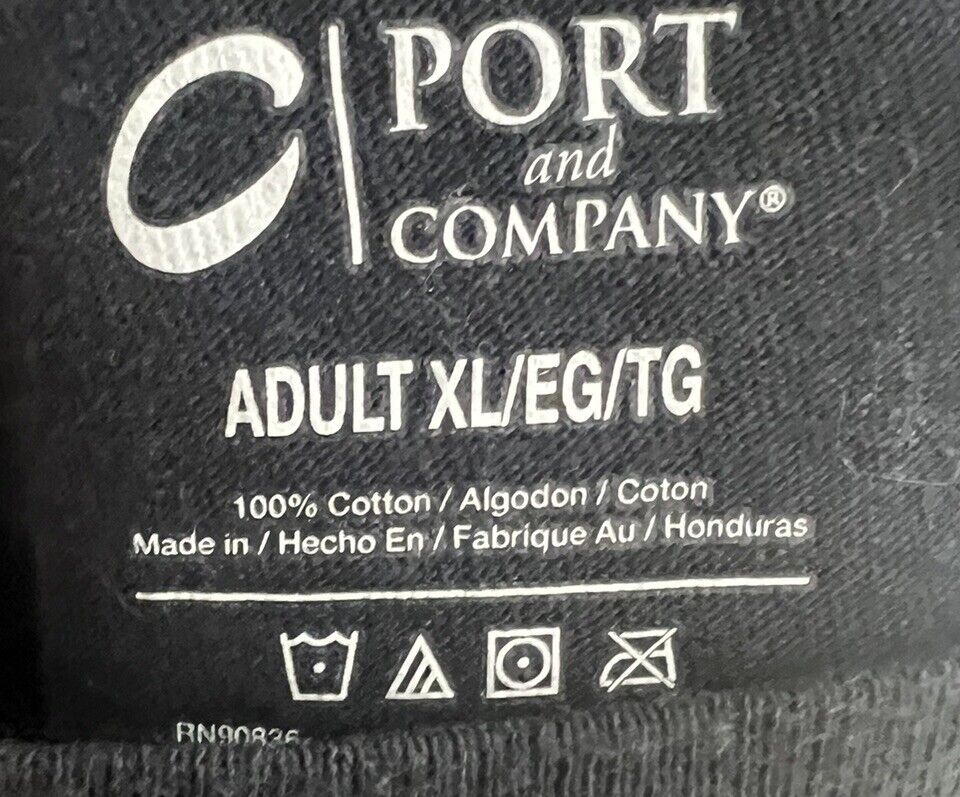 C PORT
and
COMPANY®
ADULT XL/EG/TG
100% Cotton / Algodon / Coton
Made in / Hecho En / Fabrique Au / Honduras